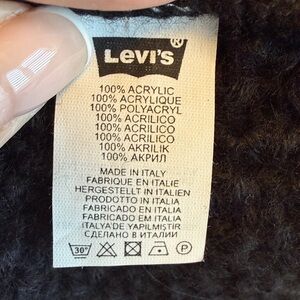 Levi's®
100% ACRYLIC
100% ACRYLIQUE
100% POLYACRYL
100% ACRILICO
100% ACRILICO
100% ACRILICO
100% AKRILIK
100% АКРИЛ
MADE IN ITALY
FABRIQUE EN ITALIE
HERGESTELLT IN ITALIEN
PRODOTTO IN ITALIA
FABRICADO EN ITALIA
FABRICADO EM ITALIA
ITALYA'DE YAPILMISTIR
СДЕЛАНО В ИТАЛИИ
30° P